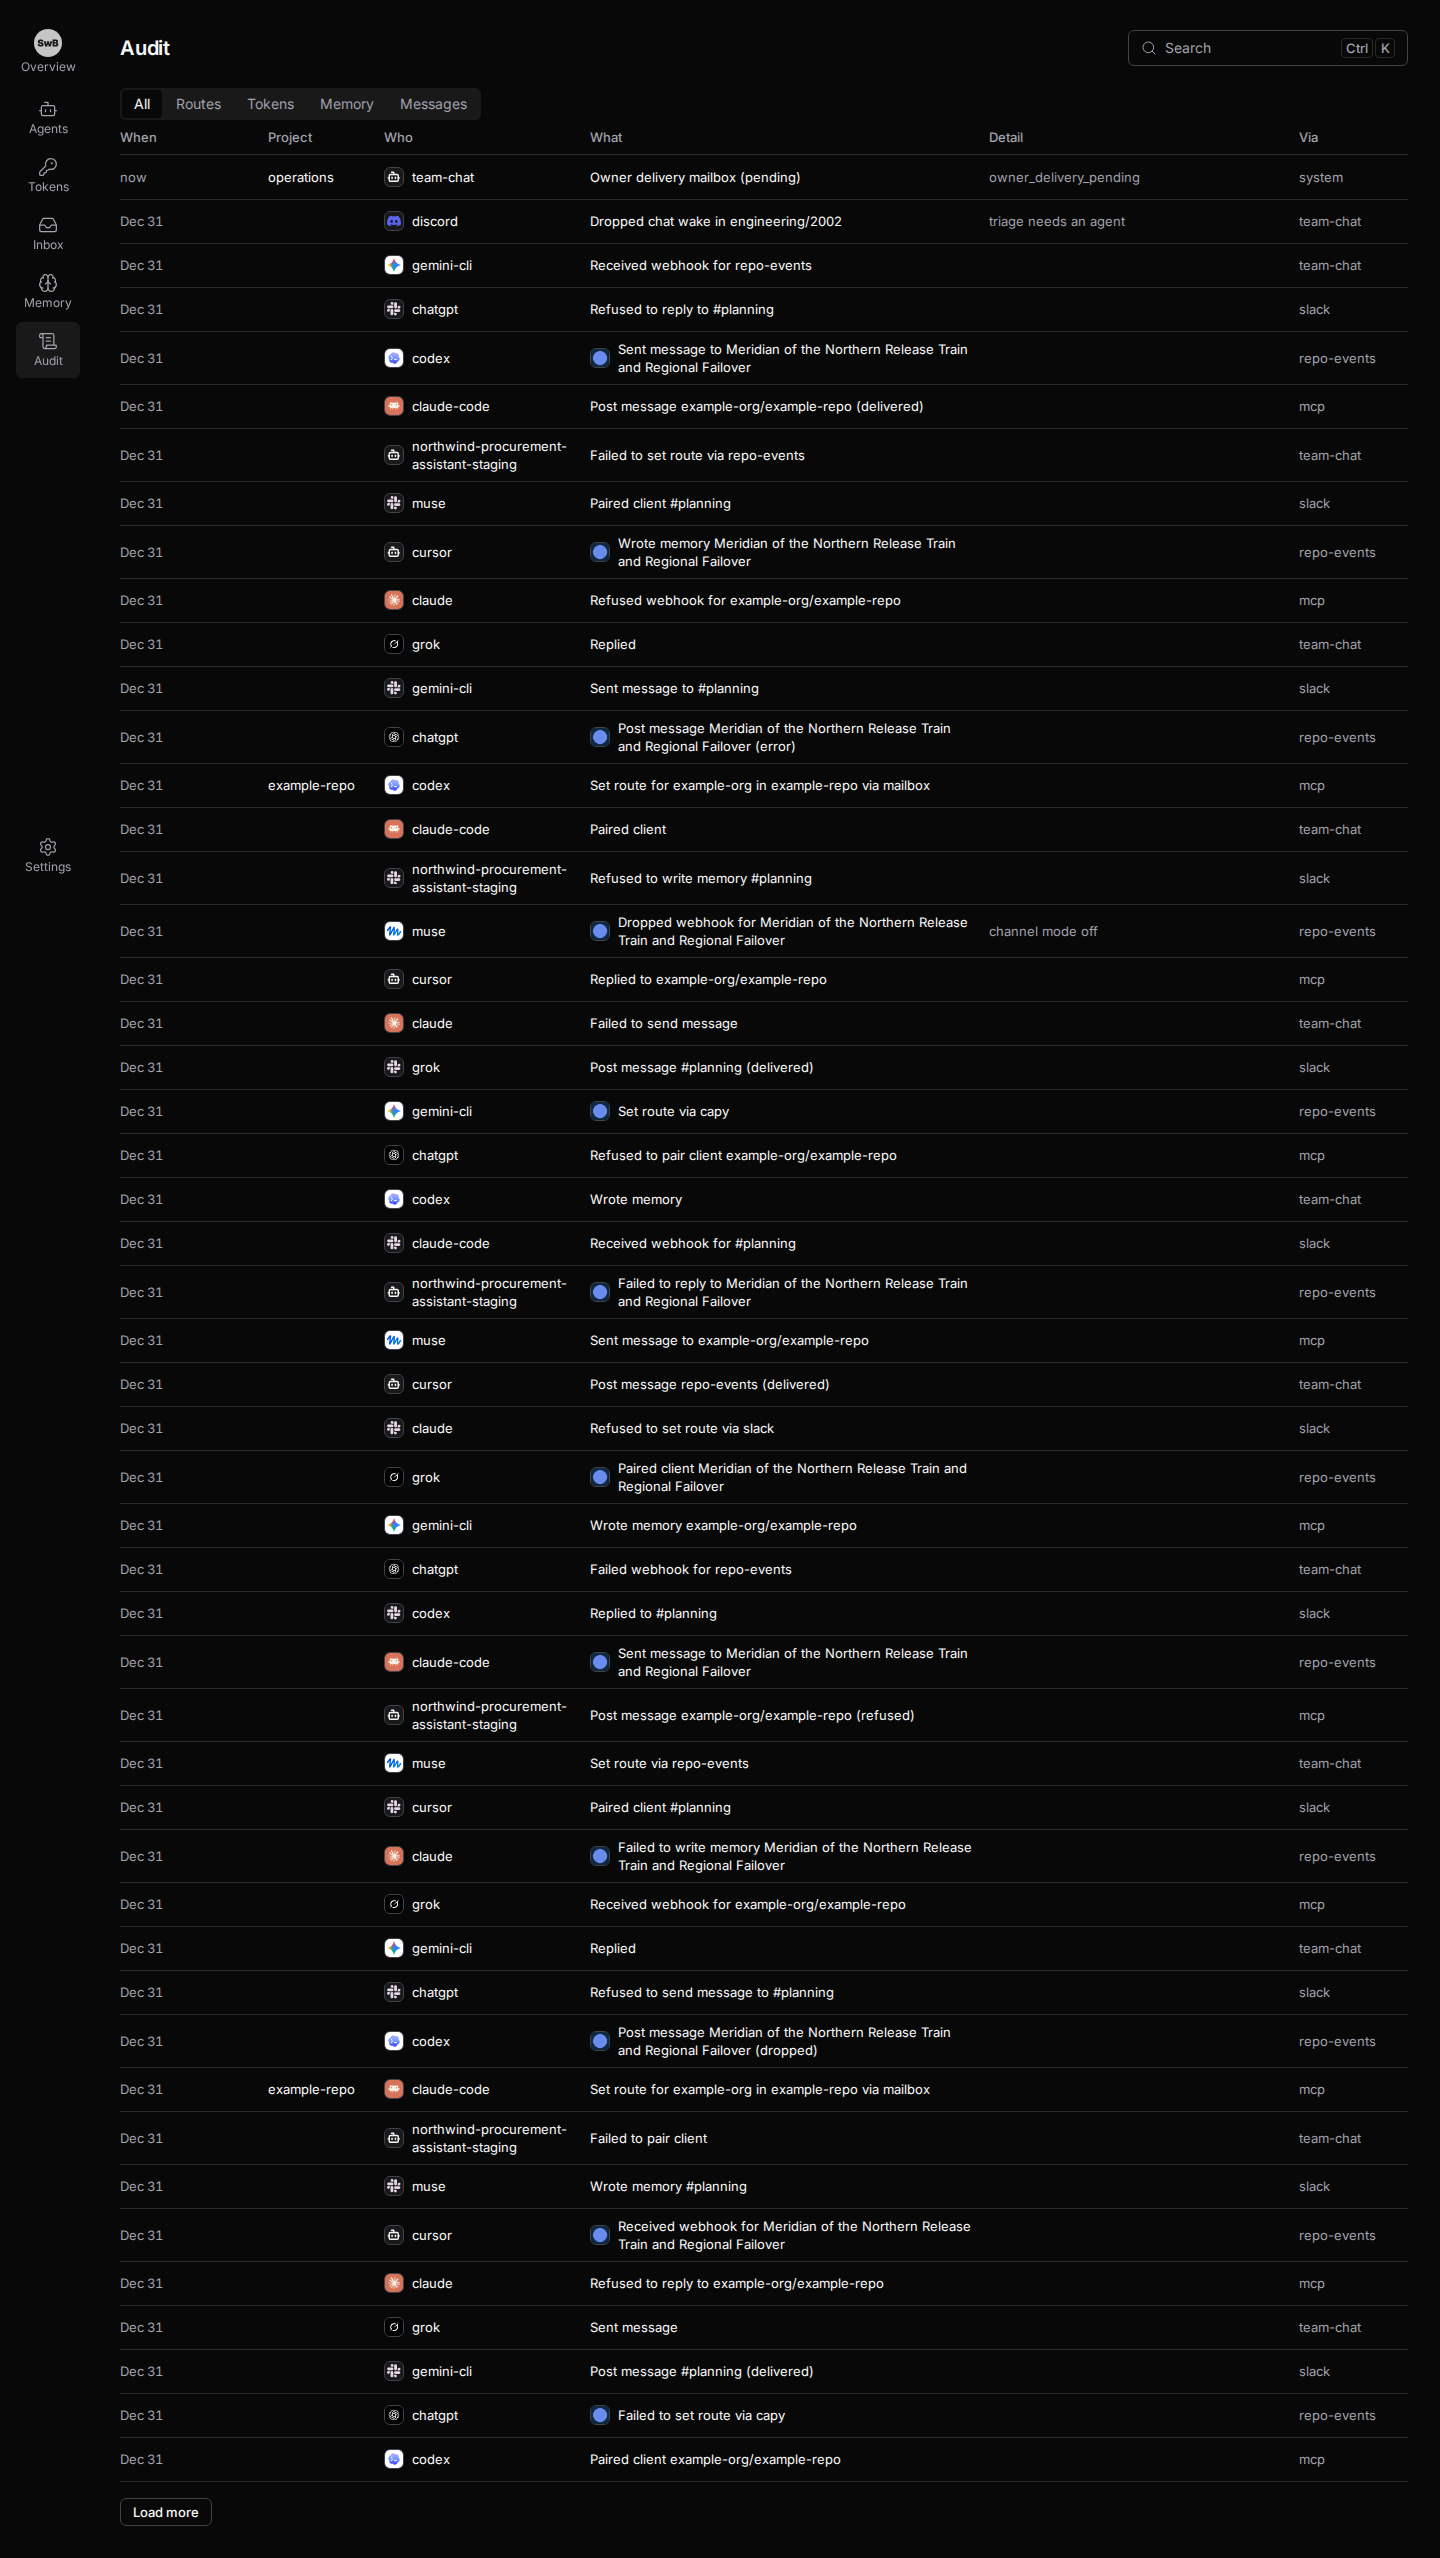 SwB
Overview
Agents
Tokens
Inbox
Memory
Audit
Settings
Audit
Search Ctrl K
All Routes Tokens Memory Messages
When Project Who What Detail Via
now operations team-chat Owner delivery mailbox (pending) owner_delivery_pending system
Dec 31 discord Dropped chat wake in engineering/2002 triage needs an agent team-chat
Dec 31 gemini-cli Received webhook for repo-events team-chat
Dec 31 chatgpt Refused to reply to #planning slack
Dec 31 codex Sent message to Meridian of the Northern Release Train
and Regional Failover repo-events
Dec 31 claude-code Post message example-org/example-repo (delivered) mcp
Dec 31 northwind-procurement-
assistant-staging Failed to set route via repo-events team-chat
Dec 31 muse Paired client #planning slack
Dec 31 cursor Wrote memory Meridian of the Northern Release Train
and Regional Failover repo-events
Dec 31 claude Refused webhook for example-org/example-repo mcp
Dec 31 grok Replied team-chat
Dec 31 gemini-cli Sent message to #planning slack
Dec 31 chatgpt Post message Meridian of the Northern Release Train
and Regional Failover (error) repo-events
Dec 31 example-repo codex Set route for example-org in example-repo via mailbox mcp
Dec 31 claude-code Paired client team-chat
Dec 31 northwind-procurement-
assistant-staging Refused to write memory #planning slack
Dec 31 muse Dropped webhook for Meridian of the Northern Release
Train and Regional Failover channel mode off repo-events
Dec 31 cursor Replied to example-org/example-repo mcp
Dec 31 claude Failed to send message team-chat
Dec 31 grok Post message #planning (delivered) slack
Dec 31 gemini-cli Set route via capy repo-events
Dec 31 chatgpt Refused to pair client example-org/example-repo mcp
Dec 31 codex Wrote memory team-chat
Dec 31 claude-code Received webhook for #planning slack
Dec 31 northwind-procurement-
assistant-staging Failed to reply to Meridian of the Northern Release Train
and Regional Failover repo-events
Dec 31 muse Sent message to example-org/example-repo mcp
Dec 31 cursor Post message repo-events (delivered) team-chat
Dec 31 claude Refused to set route via slack slack
Dec 31 grok Paired client Meridian of the Northern Release Train and
Regional Failover repo-events
Dec 31 gemini-cli Wrote memory example-org/example-repo mcp
Dec 31 chatgpt Failed webhook for repo-events team-chat
Dec 31 codex Replied to #planning slack
Dec 31 claude-code Sent message to Meridian of the Northern Release Train
and Regional Failover repo-events
Dec 31 northwind-procurement-
assistant-staging Post message example-org/example-repo (refused) mcp
Dec 31 muse Set route via repo-events team-chat
Dec 31 cursor Paired client #planning slack
Dec 31 claude Failed to write memory Meridian of the Northern Release
Train and Regional Failover repo-events
Dec 31 grok Received webhook for example-org/example-repo mcp
Dec 31 gemini-cli Replied team-chat
Dec 31 chatgpt Refused to send message to #planning slack
Dec 31 codex Post message Meridian of the Northern Release Train
and Regional Failover (dropped) repo-events
Dec 31 example-repo claude-code Set route for example-org in example-repo via mailbox mcp
Dec 31 northwind-procurement-
assistant-staging Failed to pair client team-chat
Dec 31 muse Wrote memory #planning slack
Dec 31 cursor Received webhook for Meridian of the Northern Release
Train and Regional Failover repo-events
Dec 31 claude Refused to reply to example-org/example-repo mcp
Dec 31 grok Sent message team-chat
Dec 31 gemini-cli Post message #planning (delivered) slack
Dec 31 chatgpt Failed to set route via capy repo-events
Dec 31 codex Paired client example-org/example-repo mcp
Load more